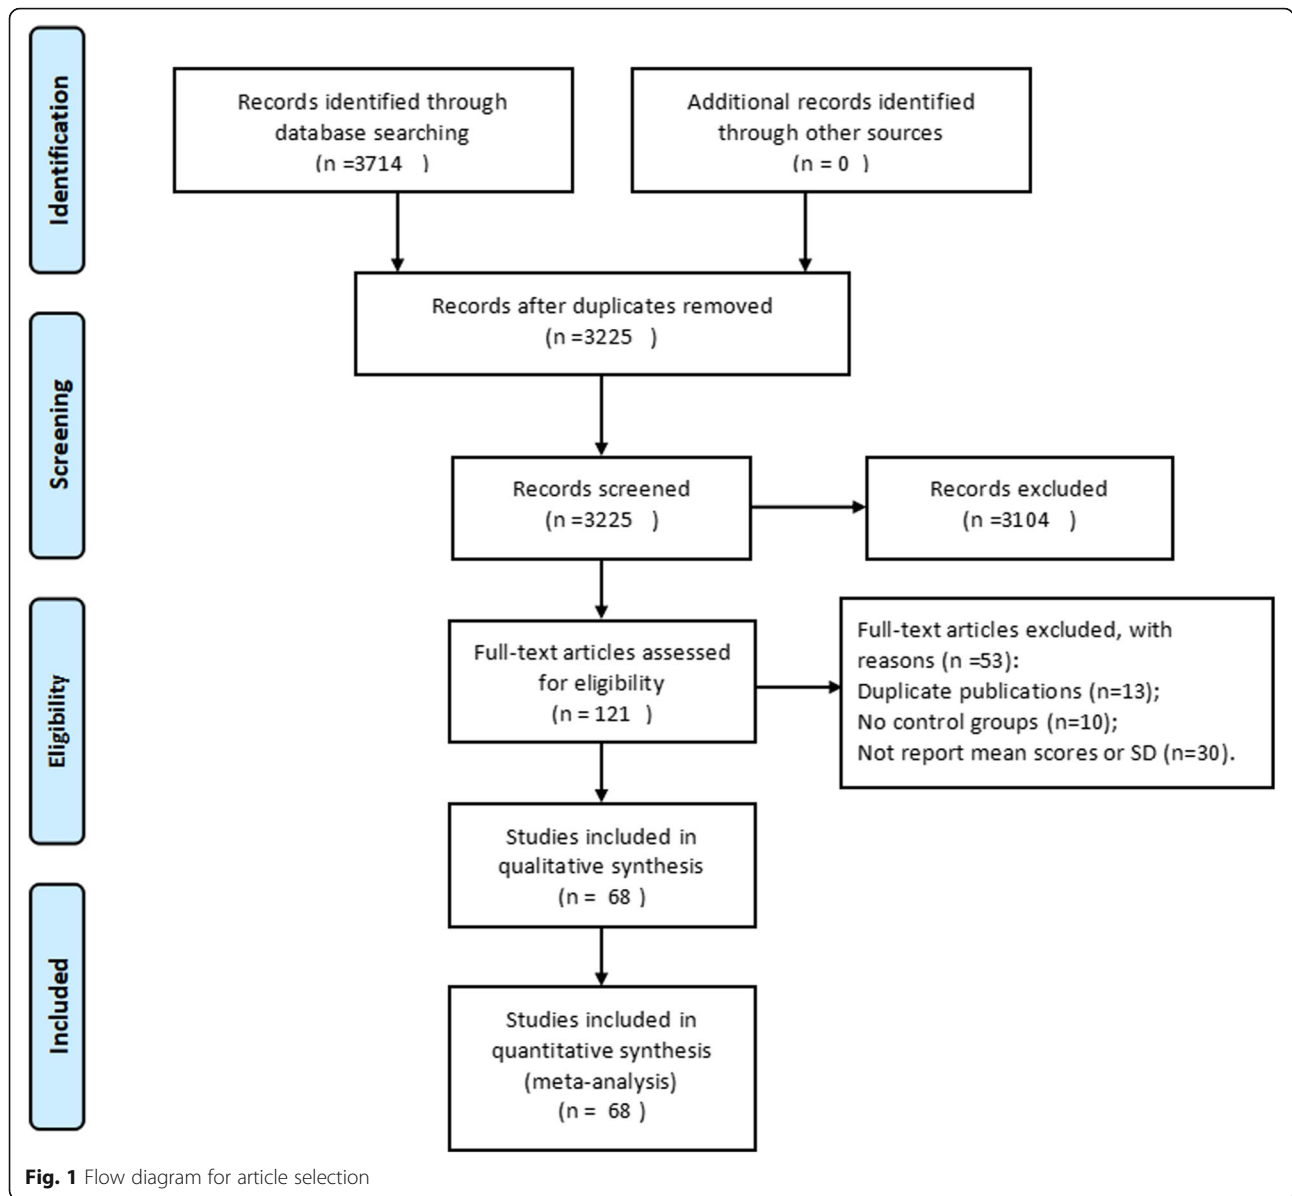 Identification
Records identified through
database searching
(n =3714   )
Additional records identified
through other sources
(n = 0  )
Records after duplicates removed
(n =3225   )
Screening
Records screened
(n =3225   )
Records excluded
(n =3104   )
Eligibility
Full-text articles assessed
for eligibility
(n = 121  )
Full-text articles excluded, with
reasons (n =53):
Duplicate publications (n=13);
No control groups (n=10);
Not report mean scores or SD (n=30).
Studies included in
qualitative synthesis
(n =  68  )
Included
Studies included in
quantitative synthesis
(meta-analysis)
(n =  68  )
Fig. 1 Flow diagram for article selection